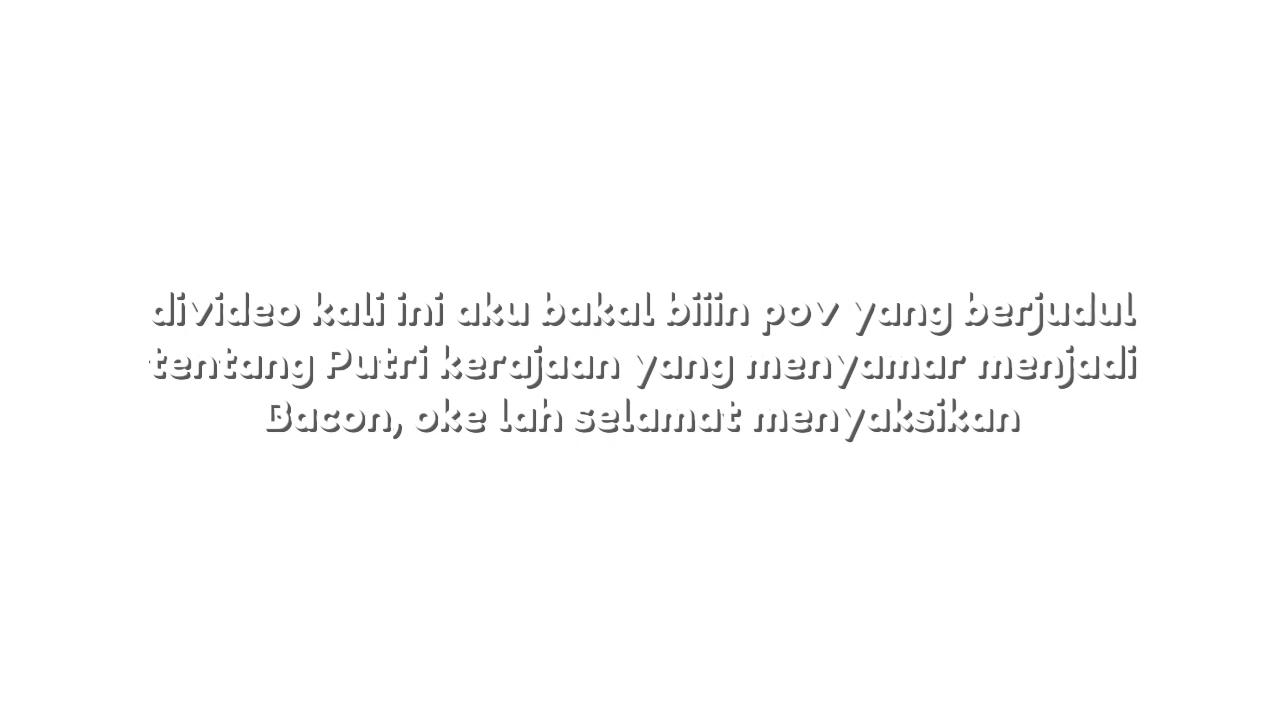 divideo kali ini aku bakal biiin pov yang berjudul
tentang Putri kerajaan yang menyamar menjadi
Bacon, oke lah selamat menyaksikan